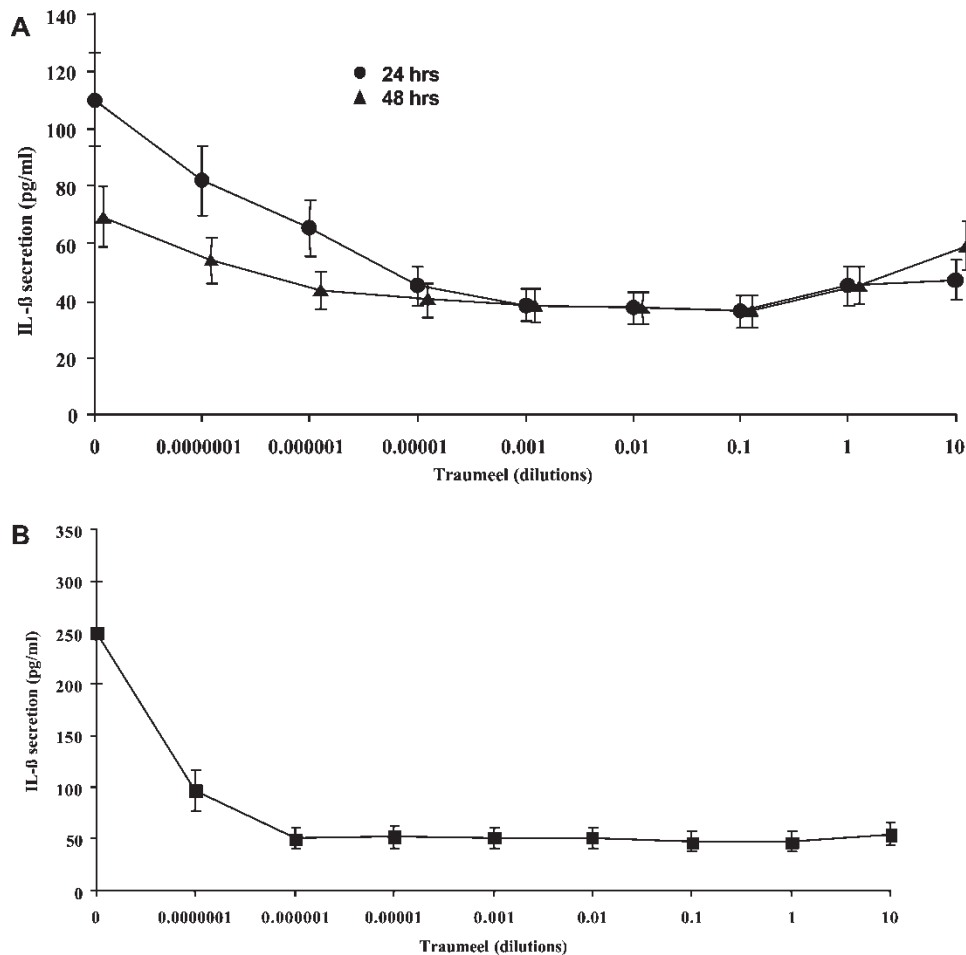 A
140
120
100
80
60
40
20
0
IL-ß secretion (pg/ml)
24 hrs
48 hrs
0 0.0000001 0.000001 0.00001 0.001 0.01 0.1 1 10
Traumeel (dilutions)
B
350
300
250
200
150
100
50
0
IL-ß secretion (pg/ml)
0 0.0000001 0.000001 0.00001 0.001 0.01 0.1 1 10
Traumeel (dilutions)